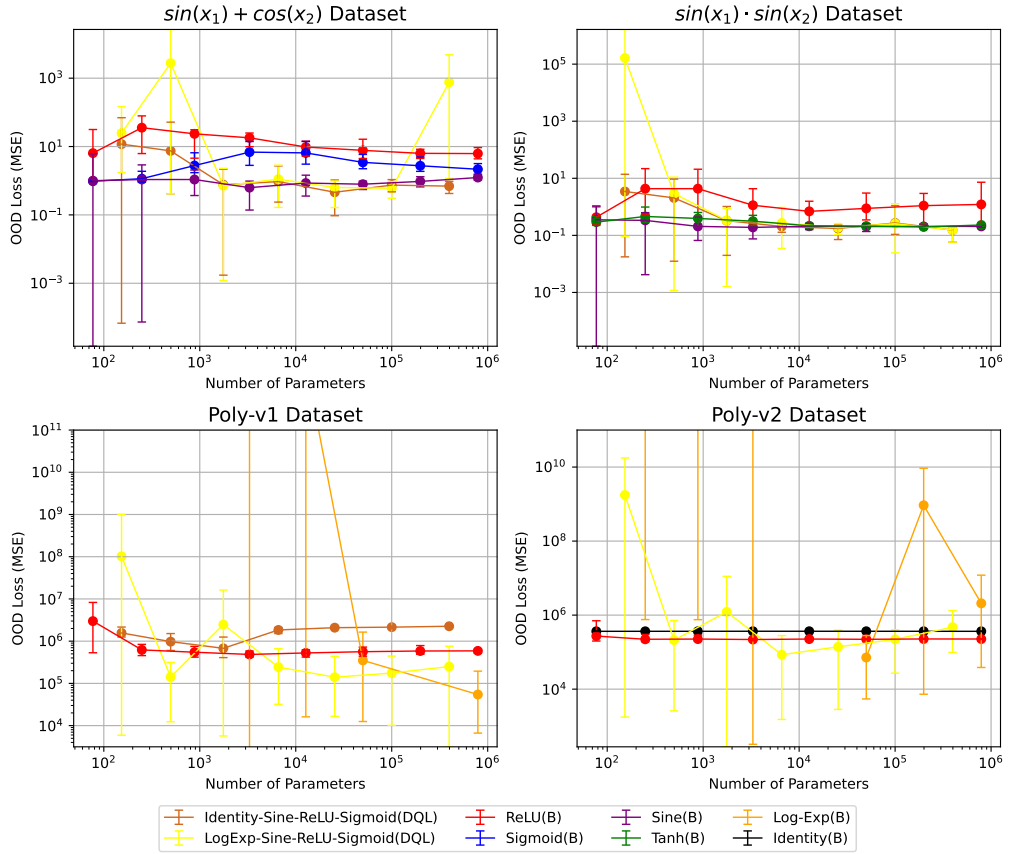 sin(x₁) + cos(x₂) Dataset
10³
10¹
10⁻¹
10⁻³
OOD Loss (MSE)
10² 10³ 10⁴ 10⁵ 10⁶
Number of Parameters
sin(x₁) · sin(x₂) Dataset
10⁵
10³
10¹
10⁻¹
10⁻³
OOD Loss (MSE)
10² 10³ 10⁴ 10⁵ 10⁶
Number of Parameters
Poly-v1 Dataset
10¹¹
10¹⁰
10⁹
10⁸
10⁷
10⁶
10⁵
10⁴
OOD Loss (MSE)
10² 10³ 10⁴ 10⁵ 10⁶
Number of Parameters
Poly-v2 Dataset
10¹⁰
10⁸
10⁶
10⁴
OOD Loss (MSE)
10² 10³ 10⁴ 10⁵ 10⁶
Number of Parameters
Identity-Sine-ReLU-Sigmoid(DQL) ReLU(B) Sine(B) Log-Exp(B)
LogExp-Sine-ReLU-Sigmoid(DQL) Sigmoid(B) Tanh(B) Identity(B)